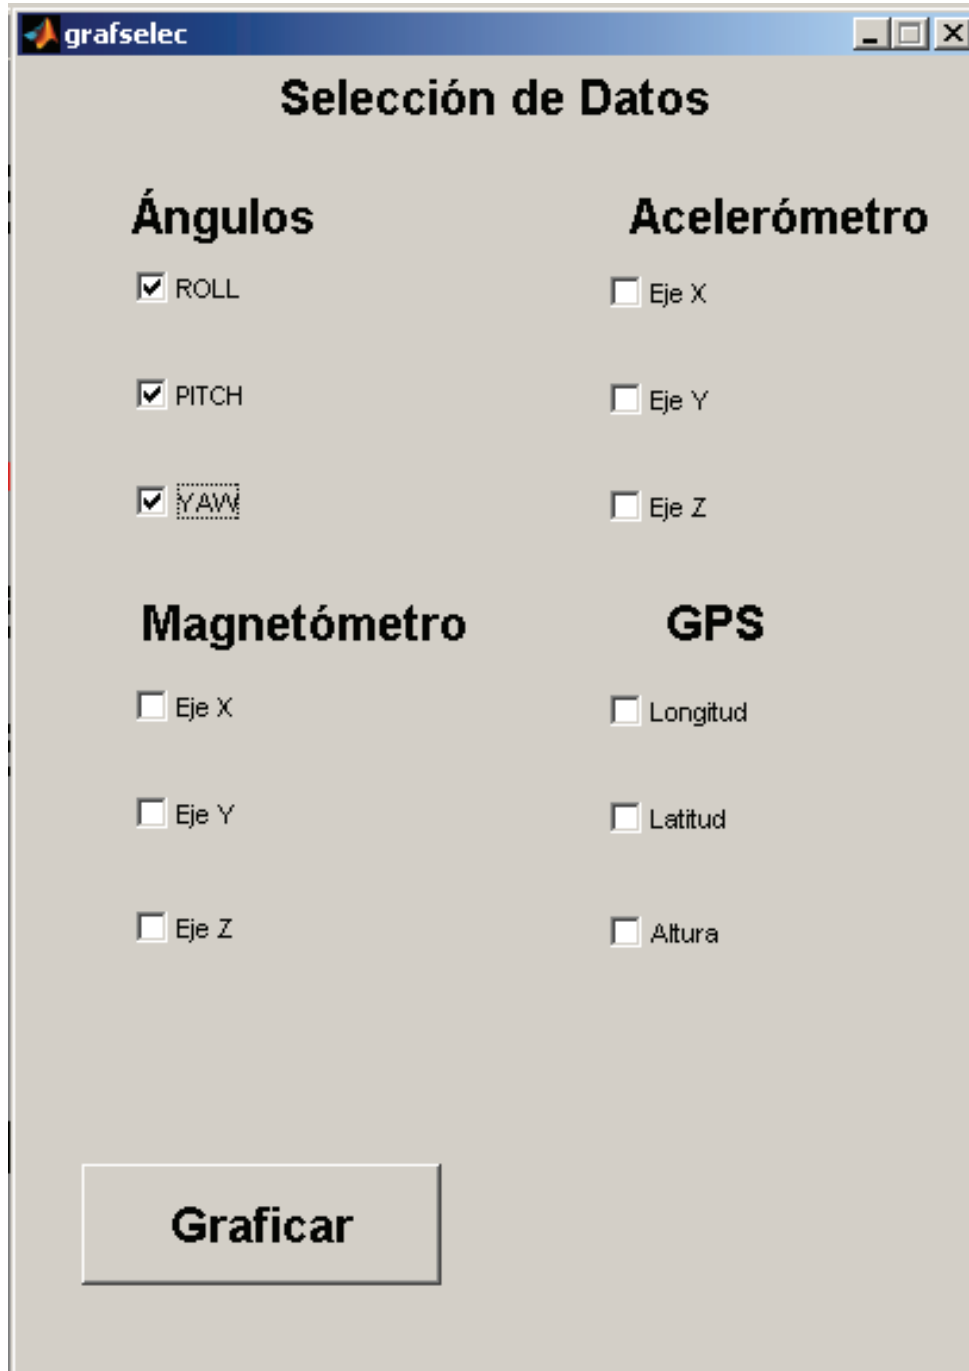 grafselec
Selección de Datos
Ángulos
ROLL
PITCH
YAW
Acelerómetro
Eje X
Eje Y
Eje Z
Magnetómetro
Eje X
Eje Y
Eje Z
GPS
Longitud
Latitud
Altura
Graficar